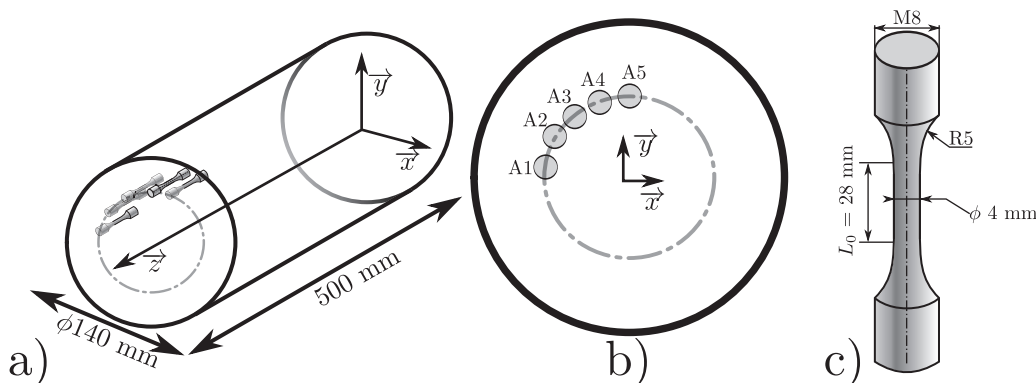 y
x
z
ϕ140 mm
500 mm
a)
A1
A2
A3
A4
A5
y
x
b)
M8
R5
L₀ = 28 mm
ϕ 4 mm
c)